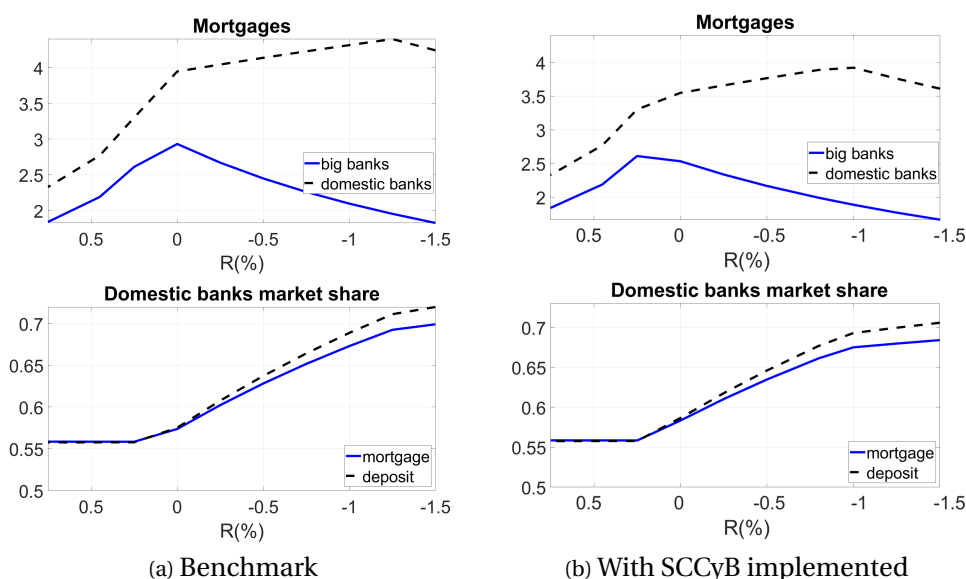 Mortgages
4
3.5
3
2.5
2
big banks
domestic banks
0.5 0 -0.5 -1 -1.5
R(%)
Domestic banks market share
0.7
0.65
0.6
0.55
0.5
mortgage
deposit
0.5 0 -0.5 -1 -1.5
R(%)
(a) Benchmark
Mortgages
4
3.5
3
2.5
2
big banks
domestic banks
0.5 0 -0.5 -1 -1.5
R(%)
Domestic banks market share
0.7
0.65
0.6
0.55
0.5
mortgage
deposit
0.5 0 -0.5 -1 -1.5
R(%)
(b) With SCCyB implemented